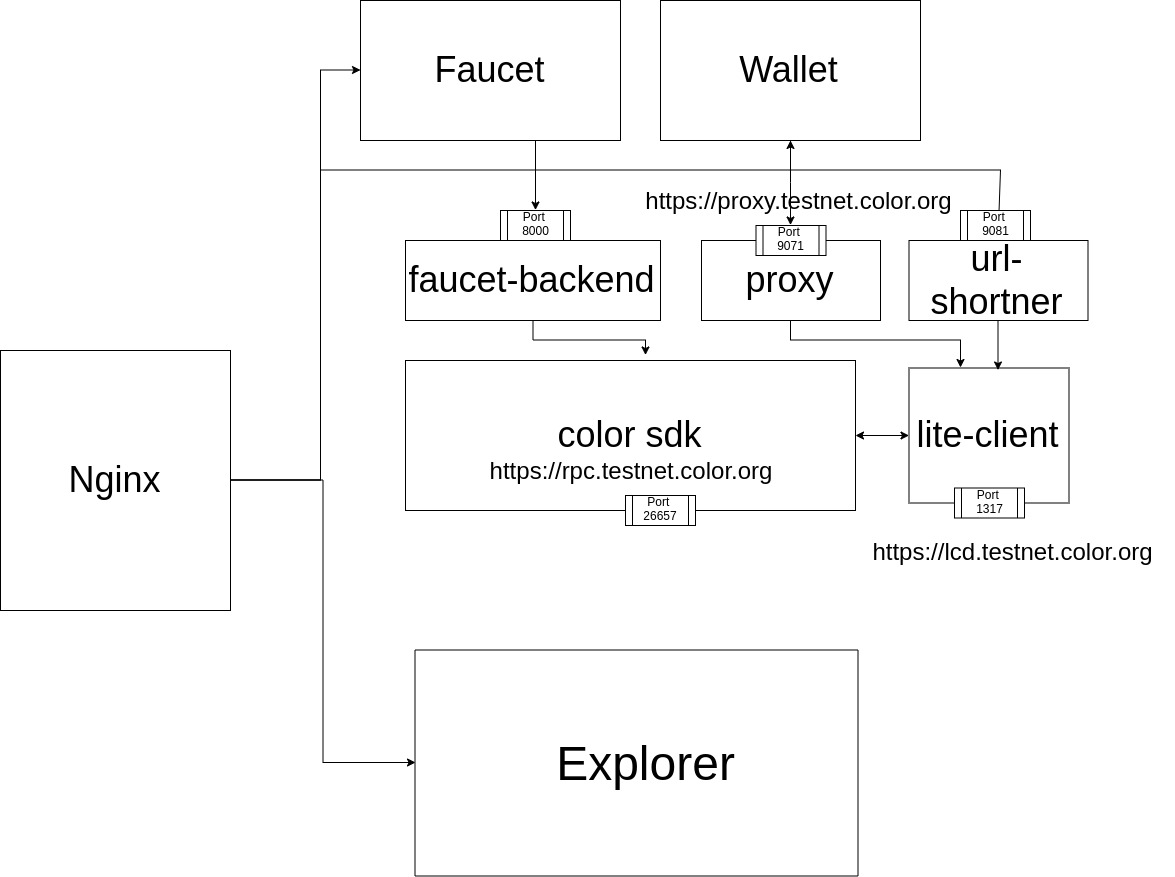 Faucet
Wallet
https://proxy.testnet.color.org
Port
8000
Port
9071
Port
9081
faucet-backend
proxy
url-
shortner
Nginx
color sdk
https://rpc.testnet.color.org
Port
26657
lite-client
Port
1317
https://lcd.testnet.color.org
Explorer